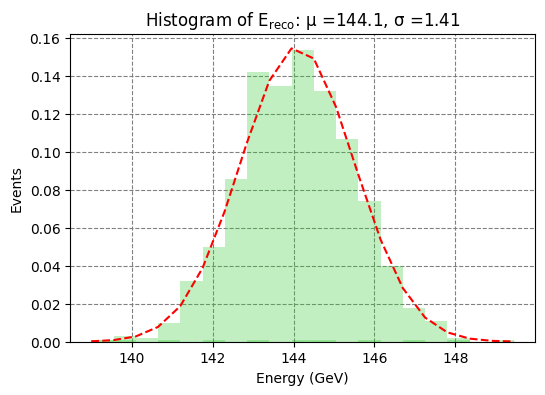 Histogram of E_reco: μ =144.1, σ =1.41
Events
0.16
0.14
0.12
0.10
0.08
0.06
0.04
0.02
0.00
140 142 144 146 148
Energy (GeV)